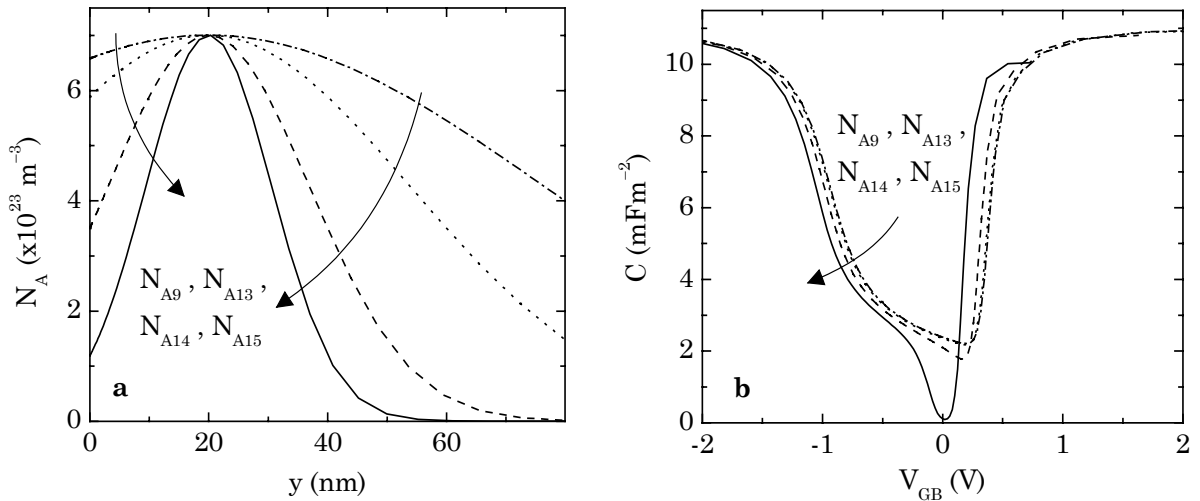 6
4
2
0
0
20
40
60
N_A (x10^23 m^−3)
y (nm)
N_A9 , N_A13 ,
N_A14 , N_A15
a
10
8
6
4
2
0
-2
-1
0
1
2
C (mFm^−2)
V_GB (V)
N_A9 , N_A13 ,
N_A14 , N_A15
b